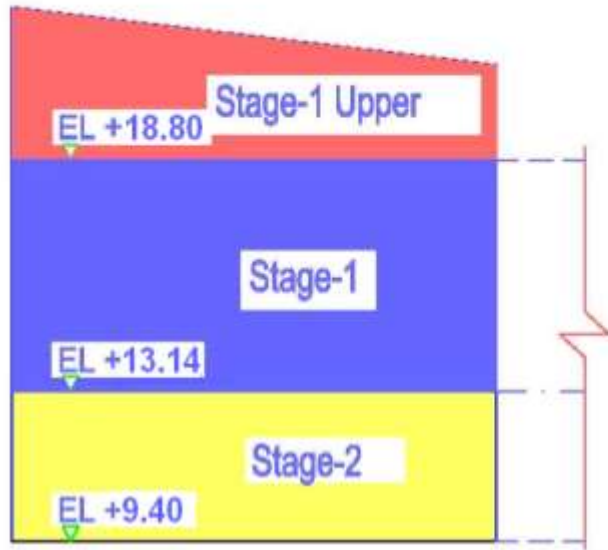 Stage-1 Upper
EL +18.80
Stage-1
EL +13.14
Stage-2
EL +9.40